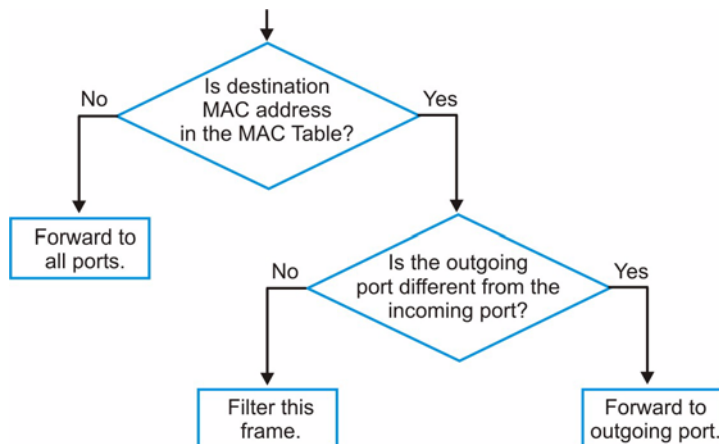 Is destination
MAC address
in the MAC Table?
No
Yes
Forward to
all ports.
Is the outgoing
port different from the
incoming port?
No
Yes
Filter this
frame.
Forward to
outgoing port.